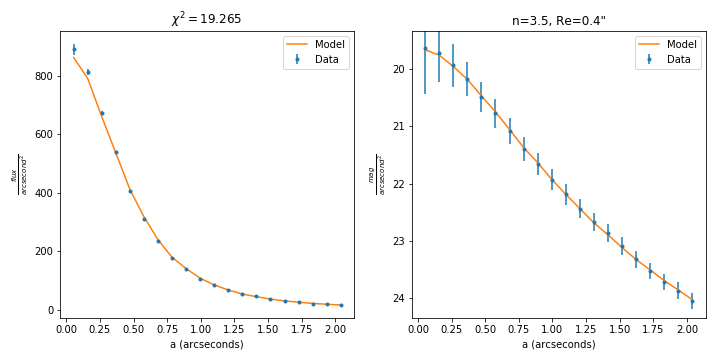 χ² = 19.265
Model
Data
800
600
400
200
0
flux
arcsecond²
0.00 0.25 0.50 0.75 1.00 1.25 1.50 1.75 2.00
a (arcseconds)
n=3.5, Re=0.4"
Model
Data
20
21
22
23
24
mag
arcsecond²
0.00 0.25 0.50 0.75 1.00 1.25 1.50 1.75 2.00
a (arcseconds)